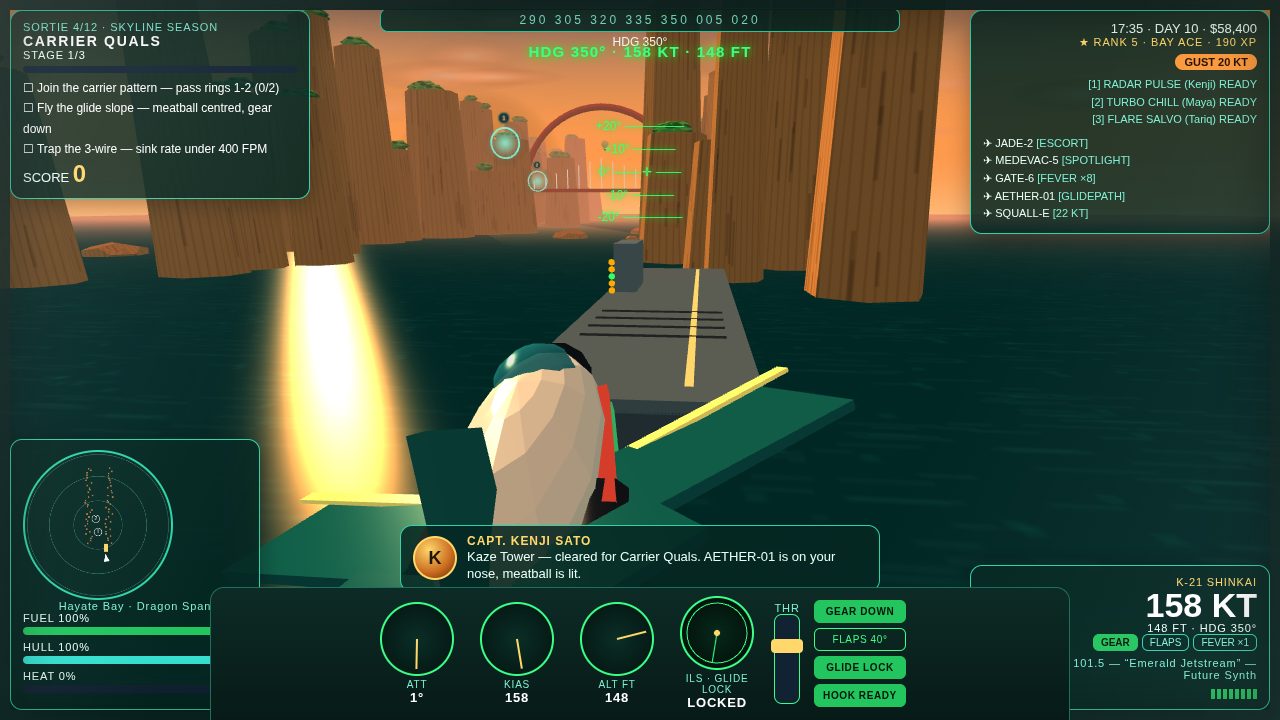 SORTIE 4/12 · SKYLINE SEASON
CARRIER QUALS
STAGE 1/3
☐ Join the carrier pattern — pass rings 1-2 (0/2)
☐ Fly the glide slope — meatball centred, gear
down
☐ Trap the 3-wire — sink rate under 400 FPM
SCORE 0
290 305 320 335 350 005 020
HDG 350°
HDG 350° · 158 KT · 148 FT
+20°
+10°
0°
-10°
-20°
17:35 · DAY 10 · $58,400
★ RANK 5 · BAY ACE · 190 XP
GUST 20 KT
[1] RADAR PULSE (Kenji) READY
[2] TURBO CHILL (Maya) READY
[3] FLARE SALVO (Tariq) READY
✈ JADE-2 [ESCORT]
✈ MEDEVAC-5 [SPOTLIGHT]
✈ GATE-6 [FEVER ×8]
✈ AETHER-01 [GLIDEPATH]
✈ SQUALL-E [22 KT]
Hayate Bay · Dragon Span
FUEL 100%
HULL 100%
HEAT 0%
K
CAPT. KENJI SATO
Kaze Tower — cleared for Carrier Quals. AETHER-01 is on your
nose, meatball is lit.
ATT
1°
KIAS
158
ALT FT
148
ILS · GLIDE
LOCK
LOCKED
THR
GEAR DOWN
FLAPS 40°
GLIDE LOCK
HOOK READY
K-21 SHINKAI
158 KT
148 FT · HDG 350°
GEAR FLAPS FEVER ×1
101.5 — “Emerald Jetstream” —
Future Synth